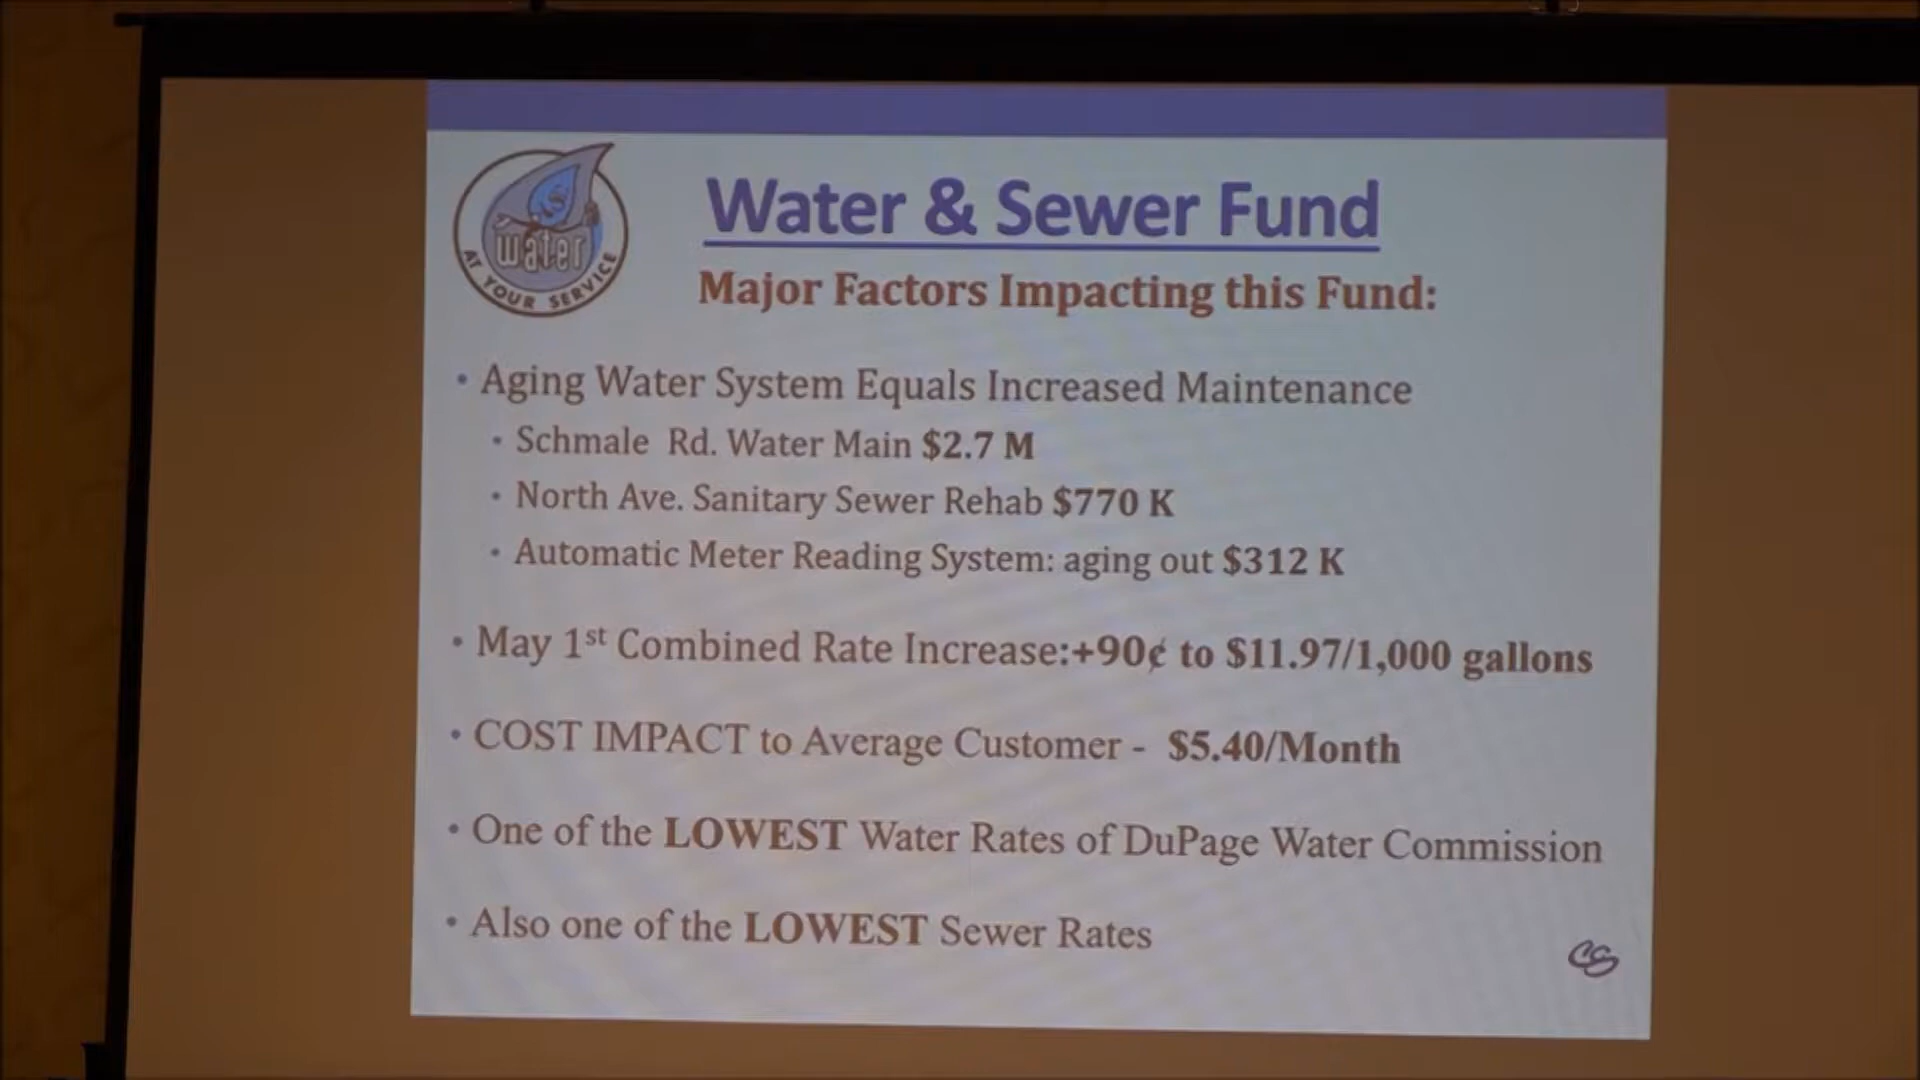 water
AT YOUR SERVICE
Water & Sewer Fund
Major Factors Impacting this Fund:
• Aging Water System Equals Increased Maintenance
• Schmale Rd. Water Main $2.7 M
• North Ave. Sanitary Sewer Rehab $770 K
• Automatic Meter Reading System: aging out $312 K
• May 1st Combined Rate Increase:+90¢ to $11.97/1,000 gallons
• COST IMPACT to Average Customer - $5.40/Month
• One of the LOWEST Water Rates of DuPage Water Commission
• Also one of the LOWEST Sewer Rates
CS